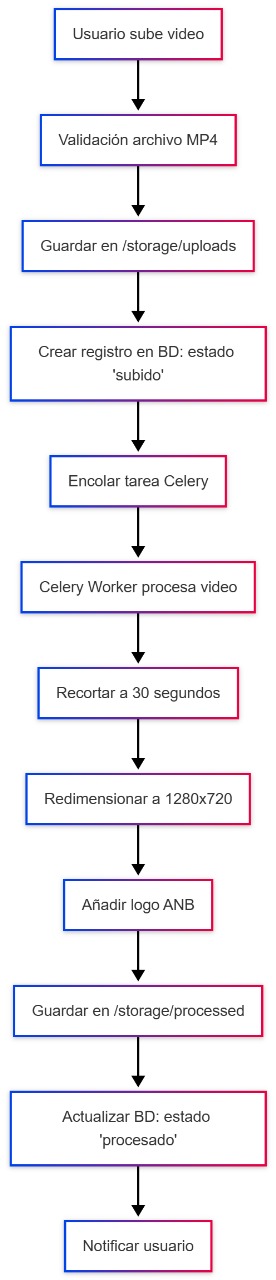 Usuario sube video
Validación archivo MP4
Guardar en /storage/uploads
Crear registro en BD: estado
'subido'
Encolar tarea Celery
Celery Worker procesa video
Recortar a 30 segundos
Redimensionar a 1280x720
Añadir logo ANB
Guardar en /storage/processed
Actualizar BD: estado
'procesado'
Notificar usuario